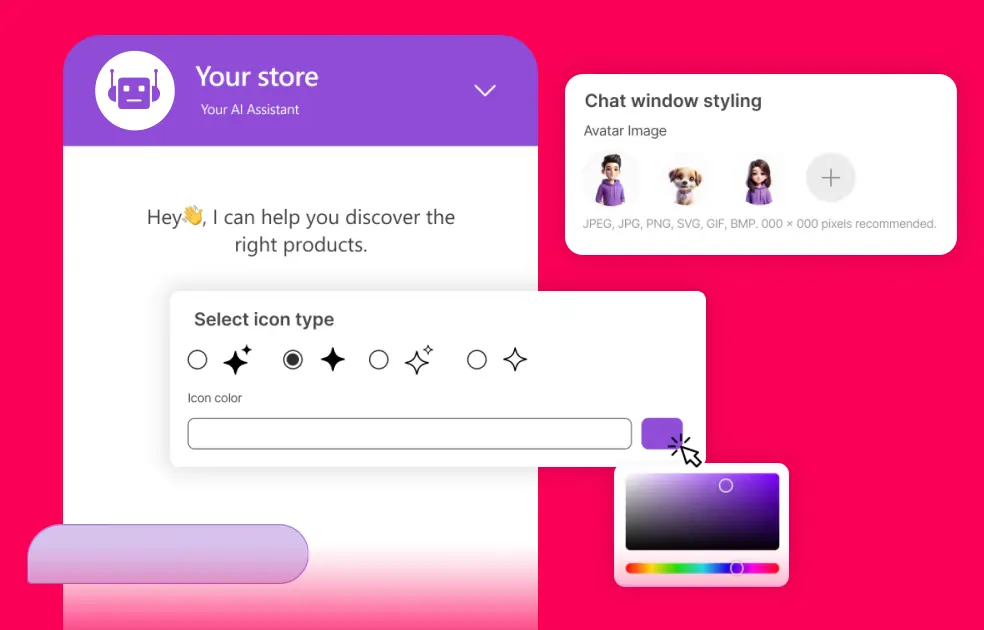 Your store
Your AI Assistant
Hey👋, I can help you discover the
right products.
Chat window styling
Avatar Image
JPEG, JPG, PNG, SVG, GIF, BMP. 000 × 000 pixels recommended.
Select icon type
Icon color